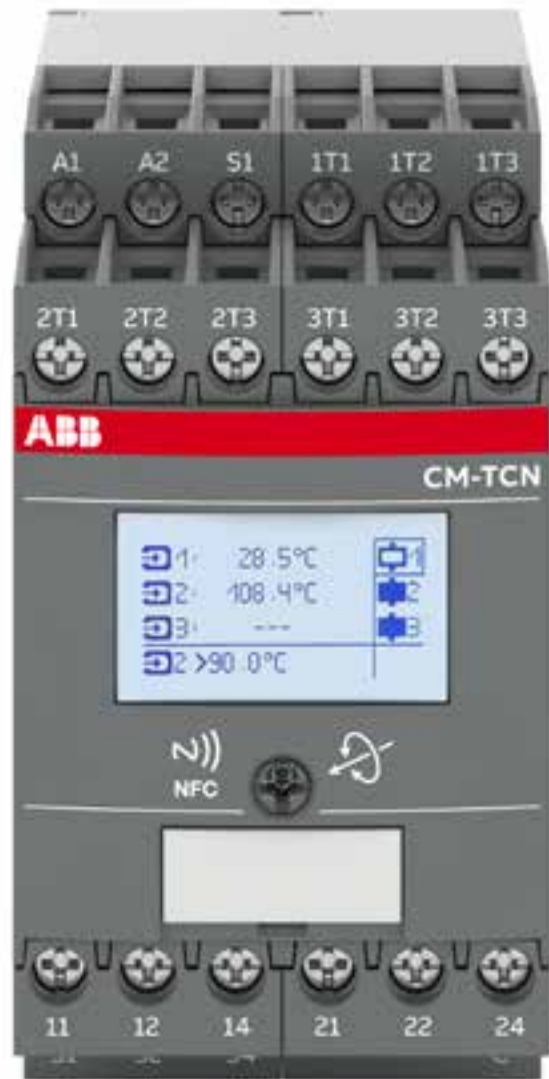 A1 A2 S1 1T1 1T2 1T3
2T1 2T2 2T3 3T1 3T2 3T3
ABB
CM-TCN
1 28.5°C 1
2 108.4°C 2
3 --- 3
2 >90.0°C
NFC
11 12 14 21 22 24